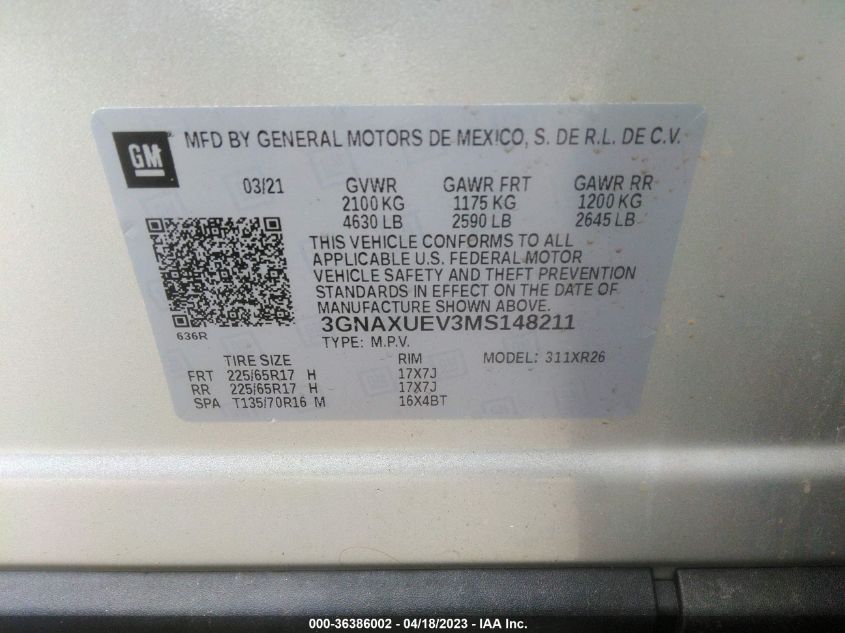 GM
MFD BY GENERAL MOTORS DE MEXICO, S. DE R.L. DE C.V.
03/21 GVWR GAWR FRT GAWR RR
2100 KG 1175 KG 1200 KG
4630 LB 2590 LB 2645 LB
THIS VEHICLE CONFORMS TO ALL
APPLICABLE U.S. FEDERAL MOTOR
VEHICLE SAFETY AND THEFT PREVENTION
STANDARDS IN EFFECT ON THE DATE OF
MANUFACTURE SHOWN ABOVE.
636R
3GNAXUEV3MS148211
TYPE: M.P.V.
TIRE SIZE RIM MODEL: 311XR26
FRT 225/65R17 H 17X7J
RR 225/65R17 H 17X7J
SPA T135/70R16 M 16X4BT
000-36386002 - 04/18/2023 - IAA Inc.